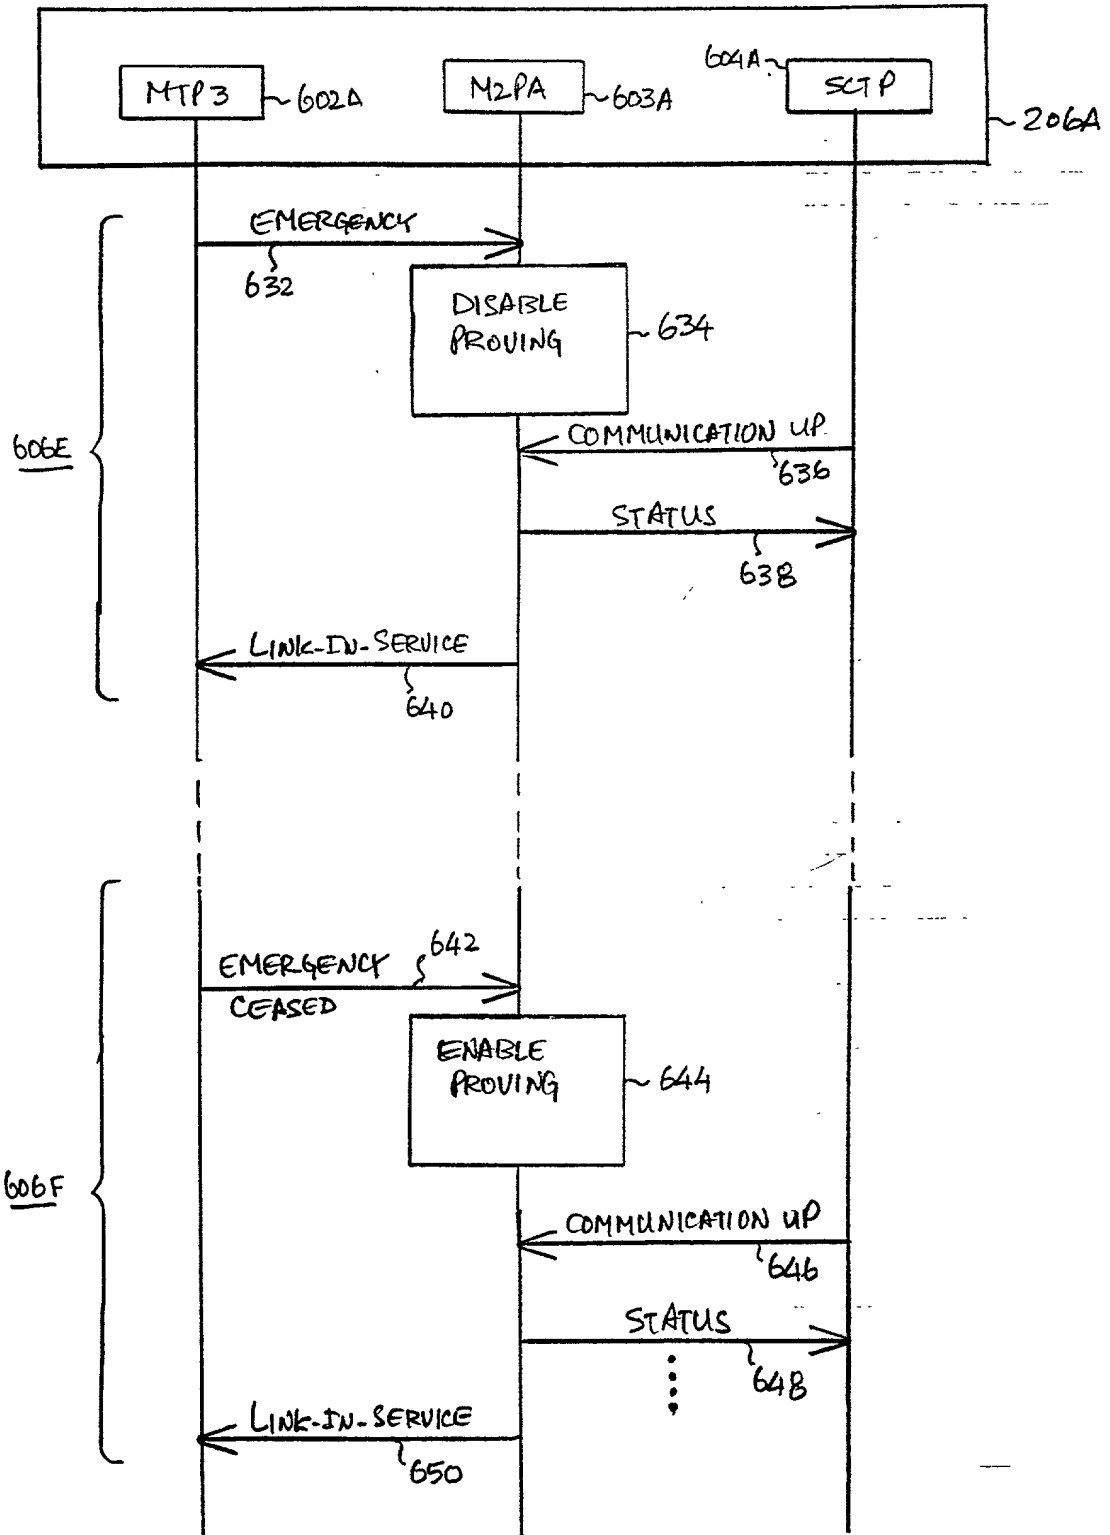 MTP3
602A
M2PA
603A
604A
SCTP
206A
EMERGENCY
632
DISABLE
PROVING
634
606E
COMMUNICATION UP
636
STATUS
638
LINK-IN-SERVICE
640
642
EMERGENCY
CEASED
ENABLE
PROVING
644
606F
COMMUNICATION UP
646
STATUS
648
LINK-IN-SERVICE
650